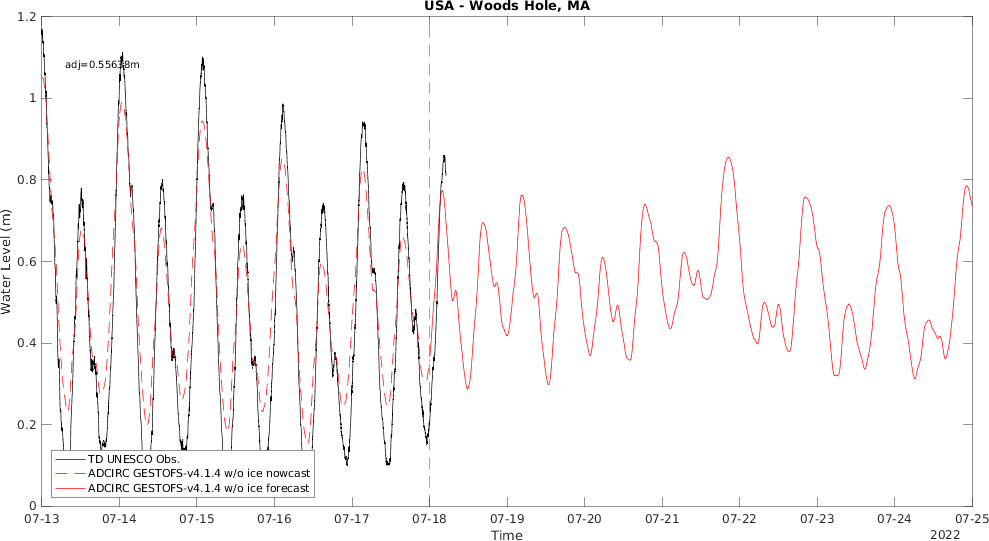 USA - Woods Hole, MA
1.2
adj=0.55638m
1
0.8
0.6
0.4
0.2
0
Water Level (m)
TD UNESCO Obs.
ADCIRC GESTOFS-v4.1.4 w/o ice nowcast
ADCIRC GESTOFS-v4.1.4 w/o ice forecast
07-13 07-14 07-15 07-16 07-17 07-18 07-19 07-20 07-21 07-22 07-23 07-24 07-25
Time
2022